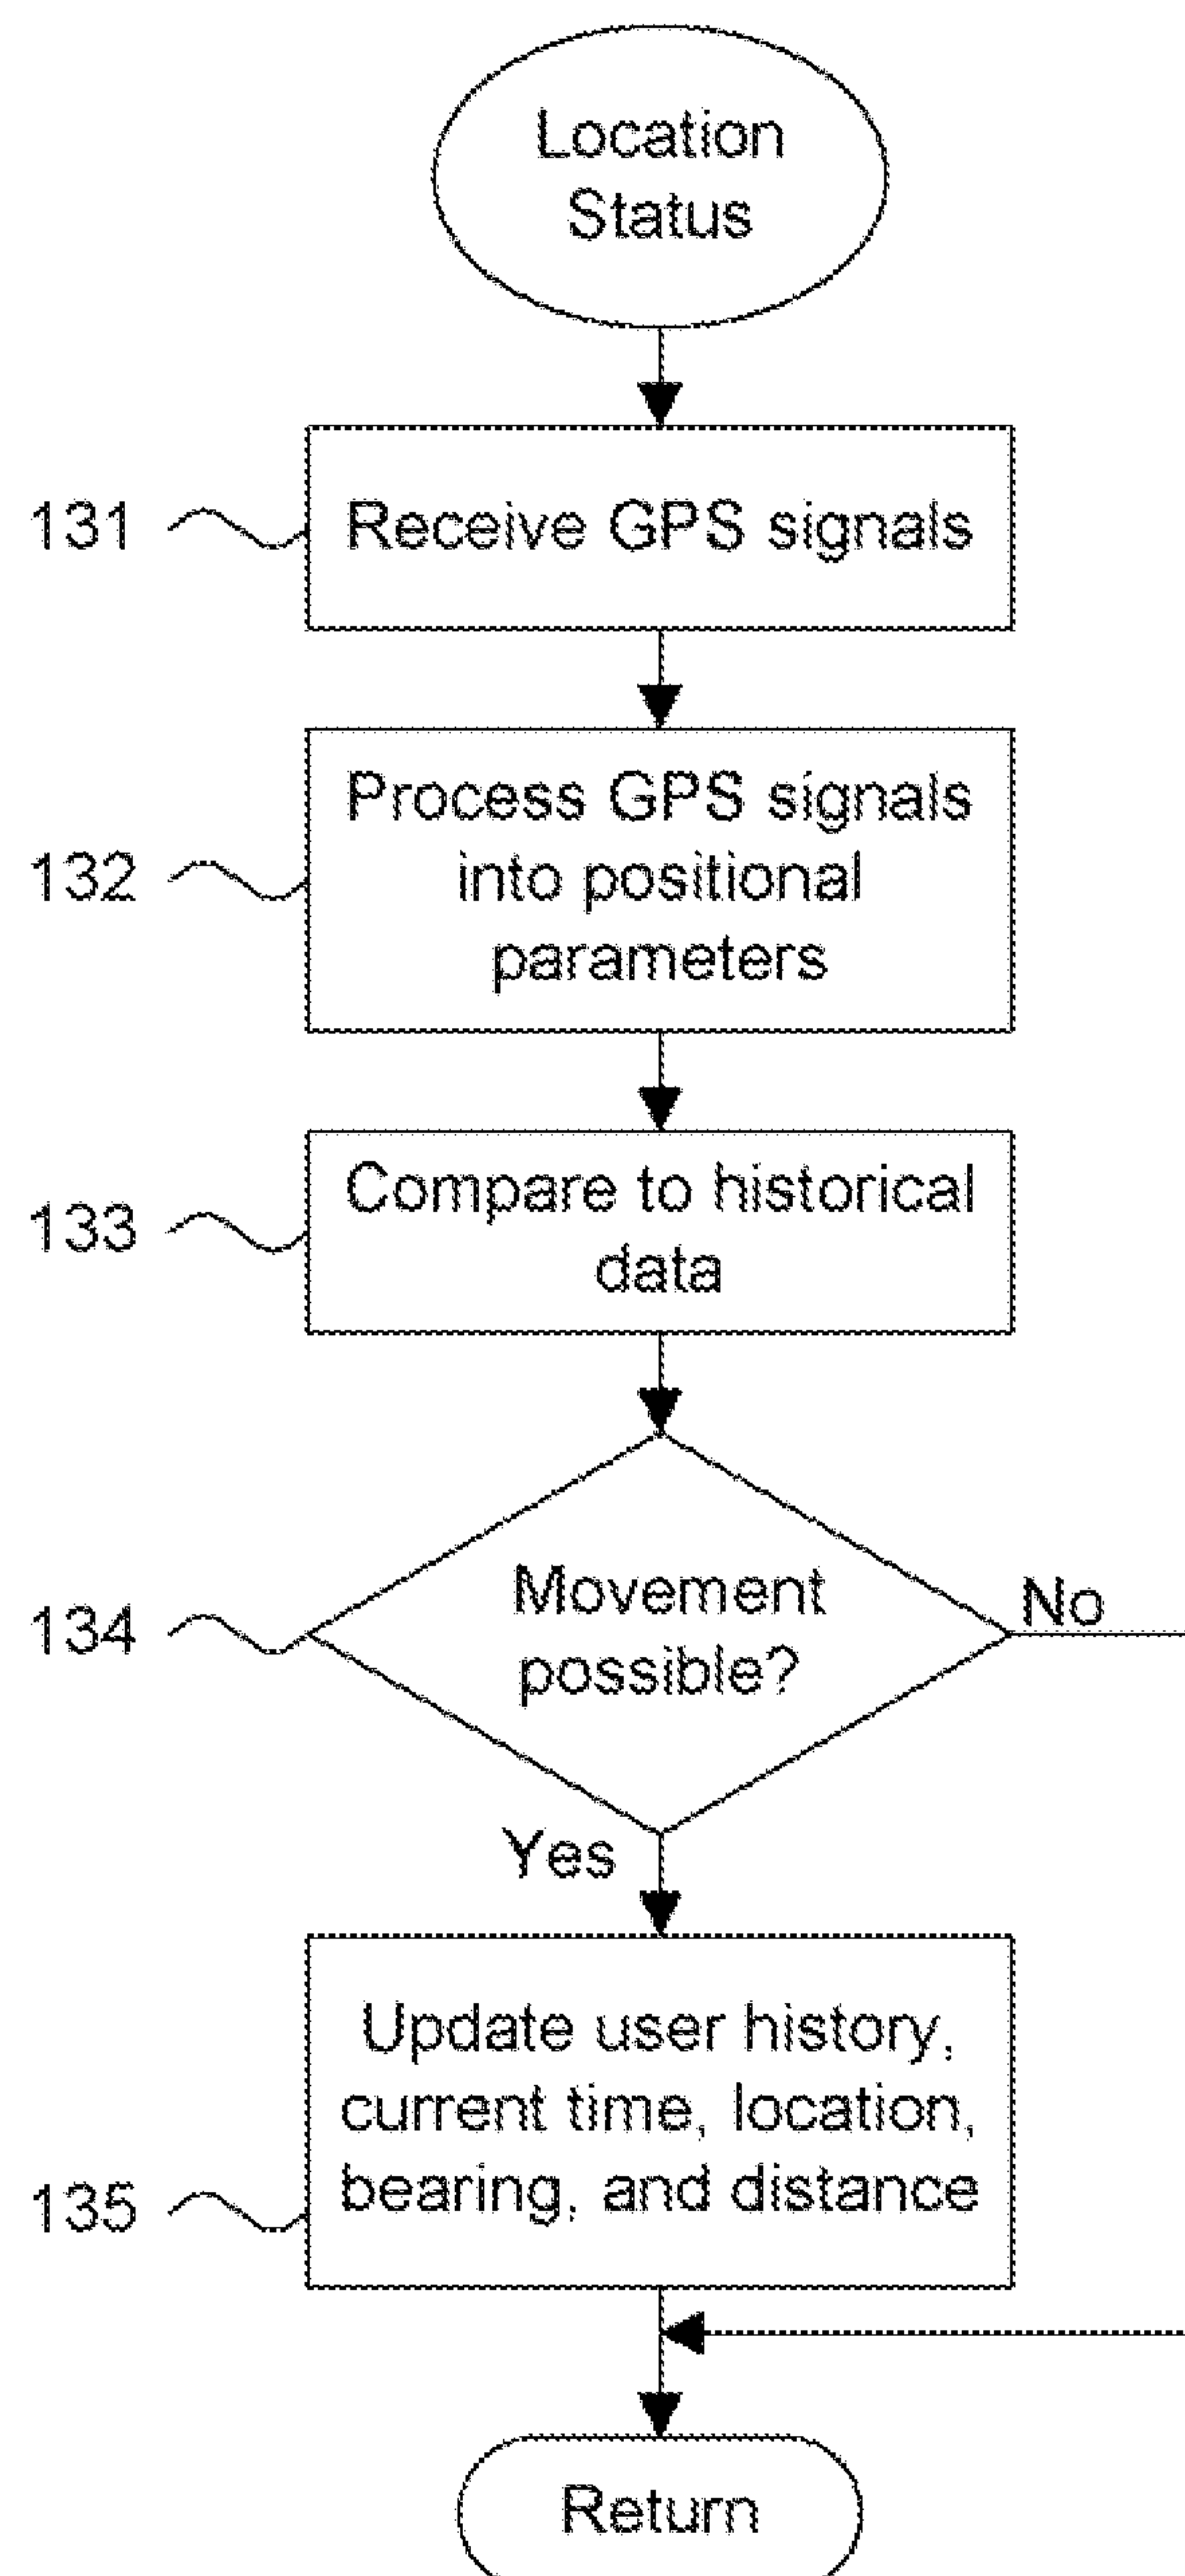 Location
Status
131
Receive GPS signals
132
Process GPS signals
into positional
parameters
133
Compare to historical
data
134
Movement
possible?
No
Yes
135
Update user history,
current time, location,
bearing, and distance
Return